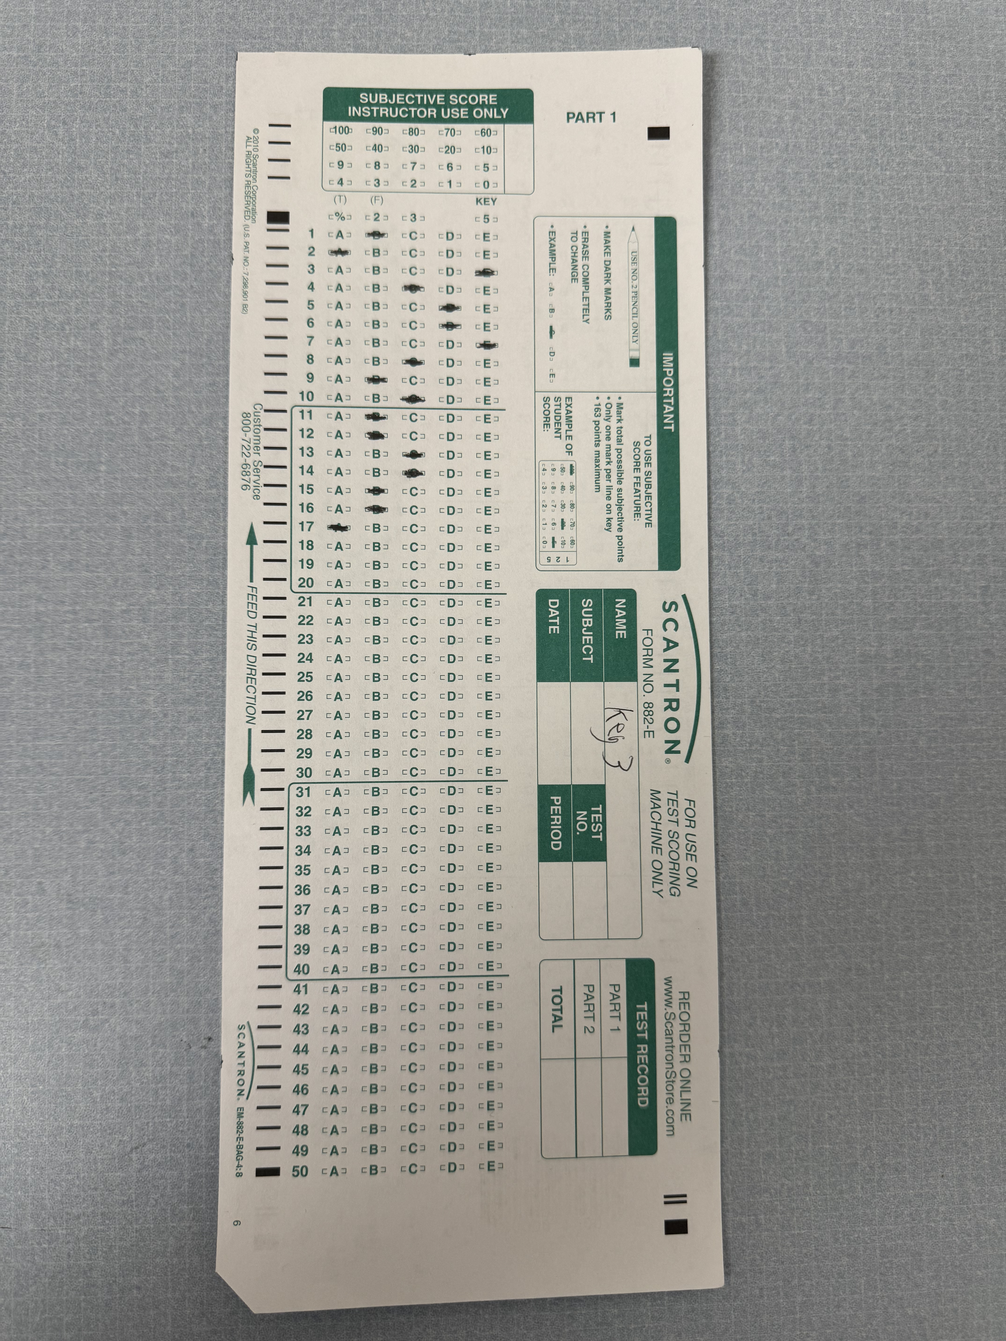 SUBJECTIVE SCORE
INSTRUCTOR USE ONLY
100 90 80 70 60
50 40 30 20 10
9 8 7 6 5
4 3 2 1 0
(T) (F) KEY
% 2 3 5
1 A C D E
2 B C D E
3 A B C D
4 A B D E
5 A B C E
6 A B C E
7 A B C D
8 A B D E
9 A C D E
10 A B D E
11 A C D E
12 A C D E
13 A B D E
14 A B D E
15 A C D E
16 A C D E
17 B C D E
18 A B C D E
19 A B C D E
20 A B C D E
21 A B C D E
22 A B C D E
23 A B C D E
24 A B C D E
25 A B C D E
26 A B C D E
27 A B C D E
28 A B C D E
29 A B C D E
30 A B C D E
31 A B C D E
32 A B C D E
33 A B C D E
34 A B C D E
35 A B C D E
36 A B C D E
37 A B C D E
38 A B C D E
39 A B C D E
40 A B C D E
41 A B C D E
42 A B C D E
43 A B C D E
44 A B C D E
45 A B C D E
46 A B C D E
47 A B C D E
48 A B C D E
49 A B C D E
50 A B C D E
PART 1
IMPORTANT
USE NO. 2 PENCIL ONLY
• MAKE DARK MARKS
• ERASE COMPLETELY
TO CHANGE
• EXAMPLE: A B D E
TO USE SUBJECTIVE
SCORE FEATURE:
• Mark total possible subjective points
• Only one mark per line on key
• 163 points maximum
EXAMPLE OF
STUDENT
SCORE:
SCANTRON®
FORM NO. 882-E
FOR USE ON
TEST SCORING
MACHINE ONLY
NAME Key 3
SUBJECT
TEST
NO.
DATE
PERIOD
REORDER ONLINE
www.ScantronStore.com
TEST RECORD
PART 1
PART 2
TOTAL
© 2010 Scantron Corporation
ALL RIGHTS RESERVED. (U.S. PAT. NO.: 7,298,901 B2)
Customer Service
800-722-6876
FEED THIS DIRECTION
SCANTRON. EM-882-E-BAG-4: 8
6